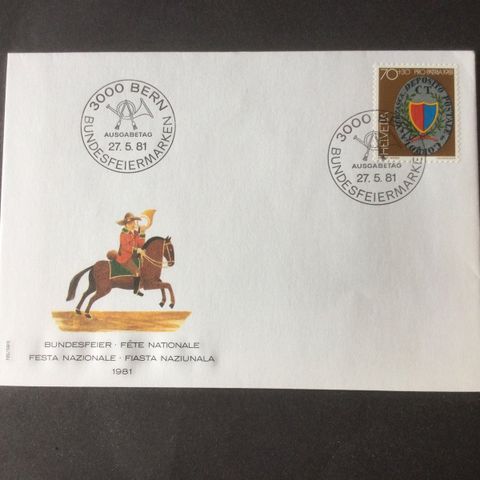 3000 BERN
AUSGABETAG
27. 5. 81
BUNDESFEIERMARKEN
70+30 PRO PATRIA 1981
HELVETIA
DEPOSITO
C.T.
3000
AUSGABETAG
27. 5. 81
BUNDESFEIERMARKEN
BUNDESFEIER · FÊTE NATIONALE
FESTA NAZIONALE · FIASTA NAZIUNALA
1981